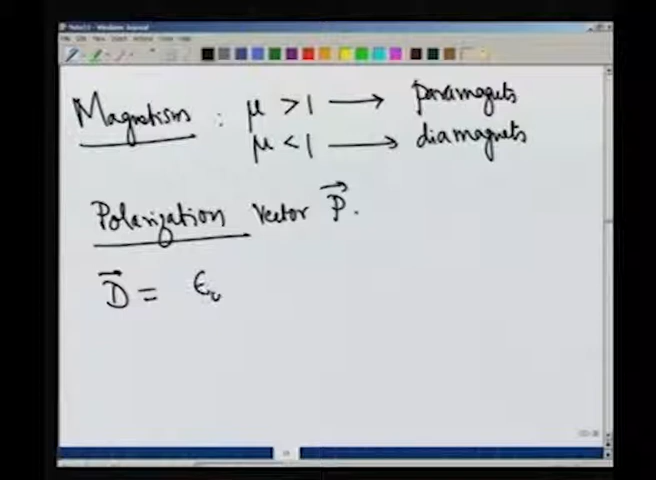 Magnetism : μ > 1 ⟶ paramagnets
μ < 1 ⟶ diamagnets
Polarization vector P⃗.
D⃗ = ϵ₀